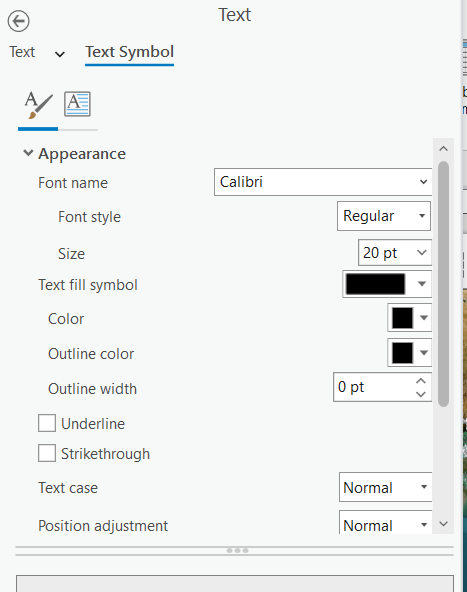 Text
Text Text Symbol
A A
Appearance
Font name Calibri
Font style Regular
Size 20 pt
Text fill symbol
Color
Outline color
Outline width 0 pt
Underline
Strikethrough
Text case Normal
Position adjustment Normal